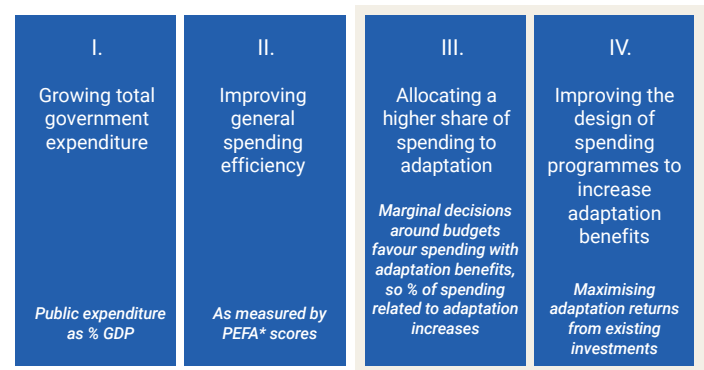 I.
Growing total
government
expenditure
Public expenditure
as % GDP
II.
Improving
general
spending
efficiency
As measured by
PEFA* scores
III.
Allocating a
higher share of
spending to
adaptation
Marginal decisions
around budgets
favour spending with
adaptation benefits,
so % of spending
related to adaptation
increases
IV.
Improving the
design of
spending
programmes to
increase
adaptation
benefits
Maximising
adaptation returns
from existing
investments